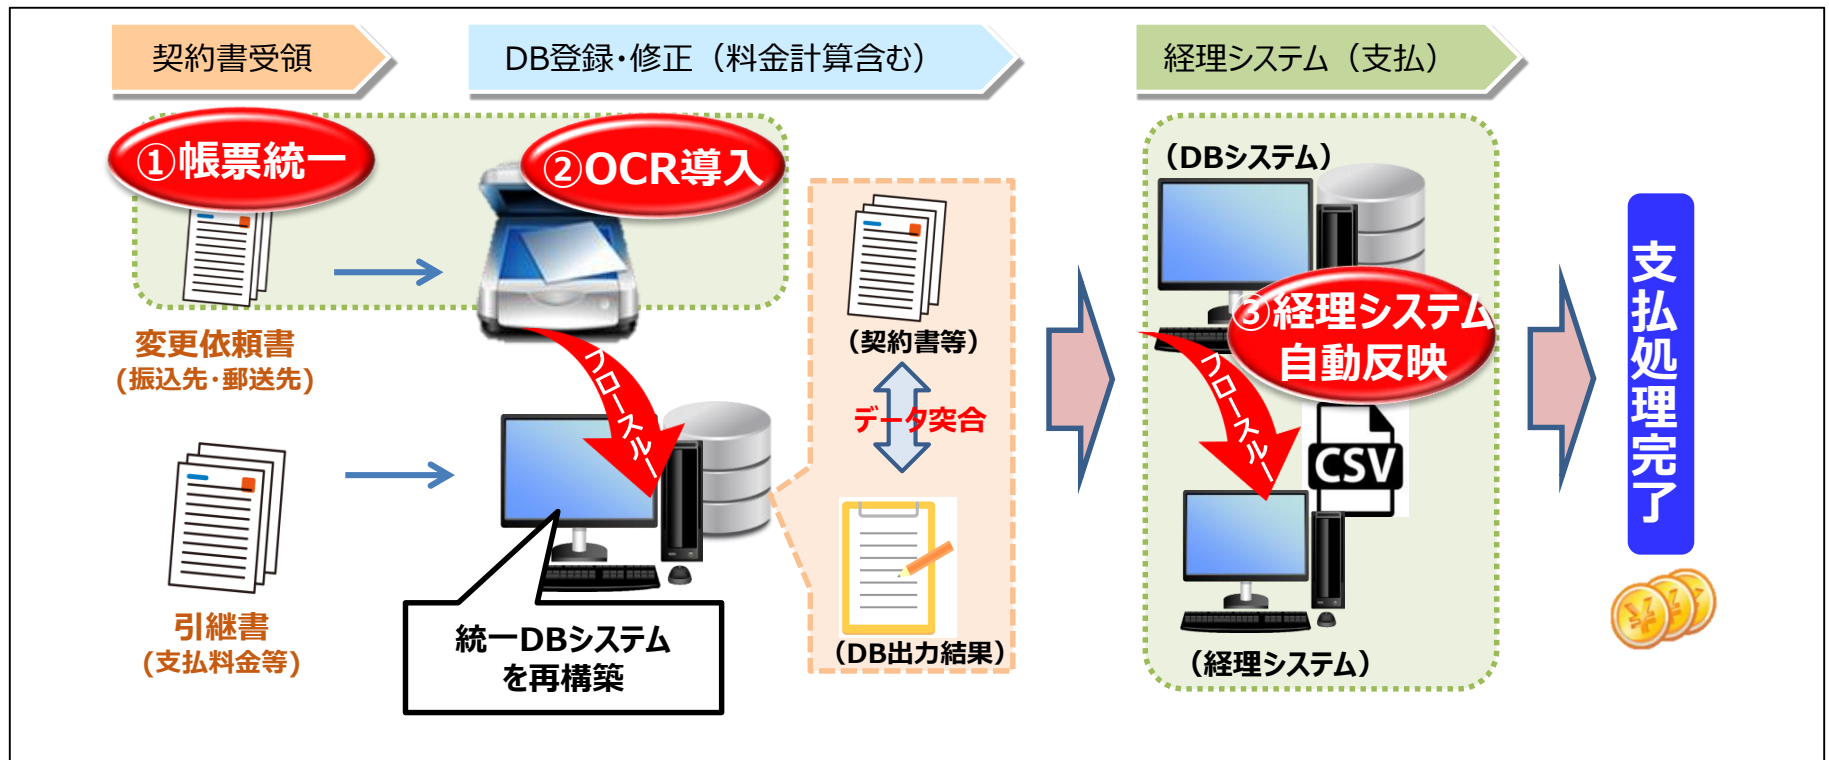 契約書受領
DB登録・修正（料金計算含む）
経理システム（支払）
①帳票統一
②OCR導入
変更依頼書
(振込先・郵送先)
フロースルー
引継書
(支払料金等)
統一DBシステム
を再構築
（契約書等）
データ突合
（DB出力結果）
（DBシステム）
③経理システム
自動反映
フロースルー
CSV
（経理システム）
支払処理完了